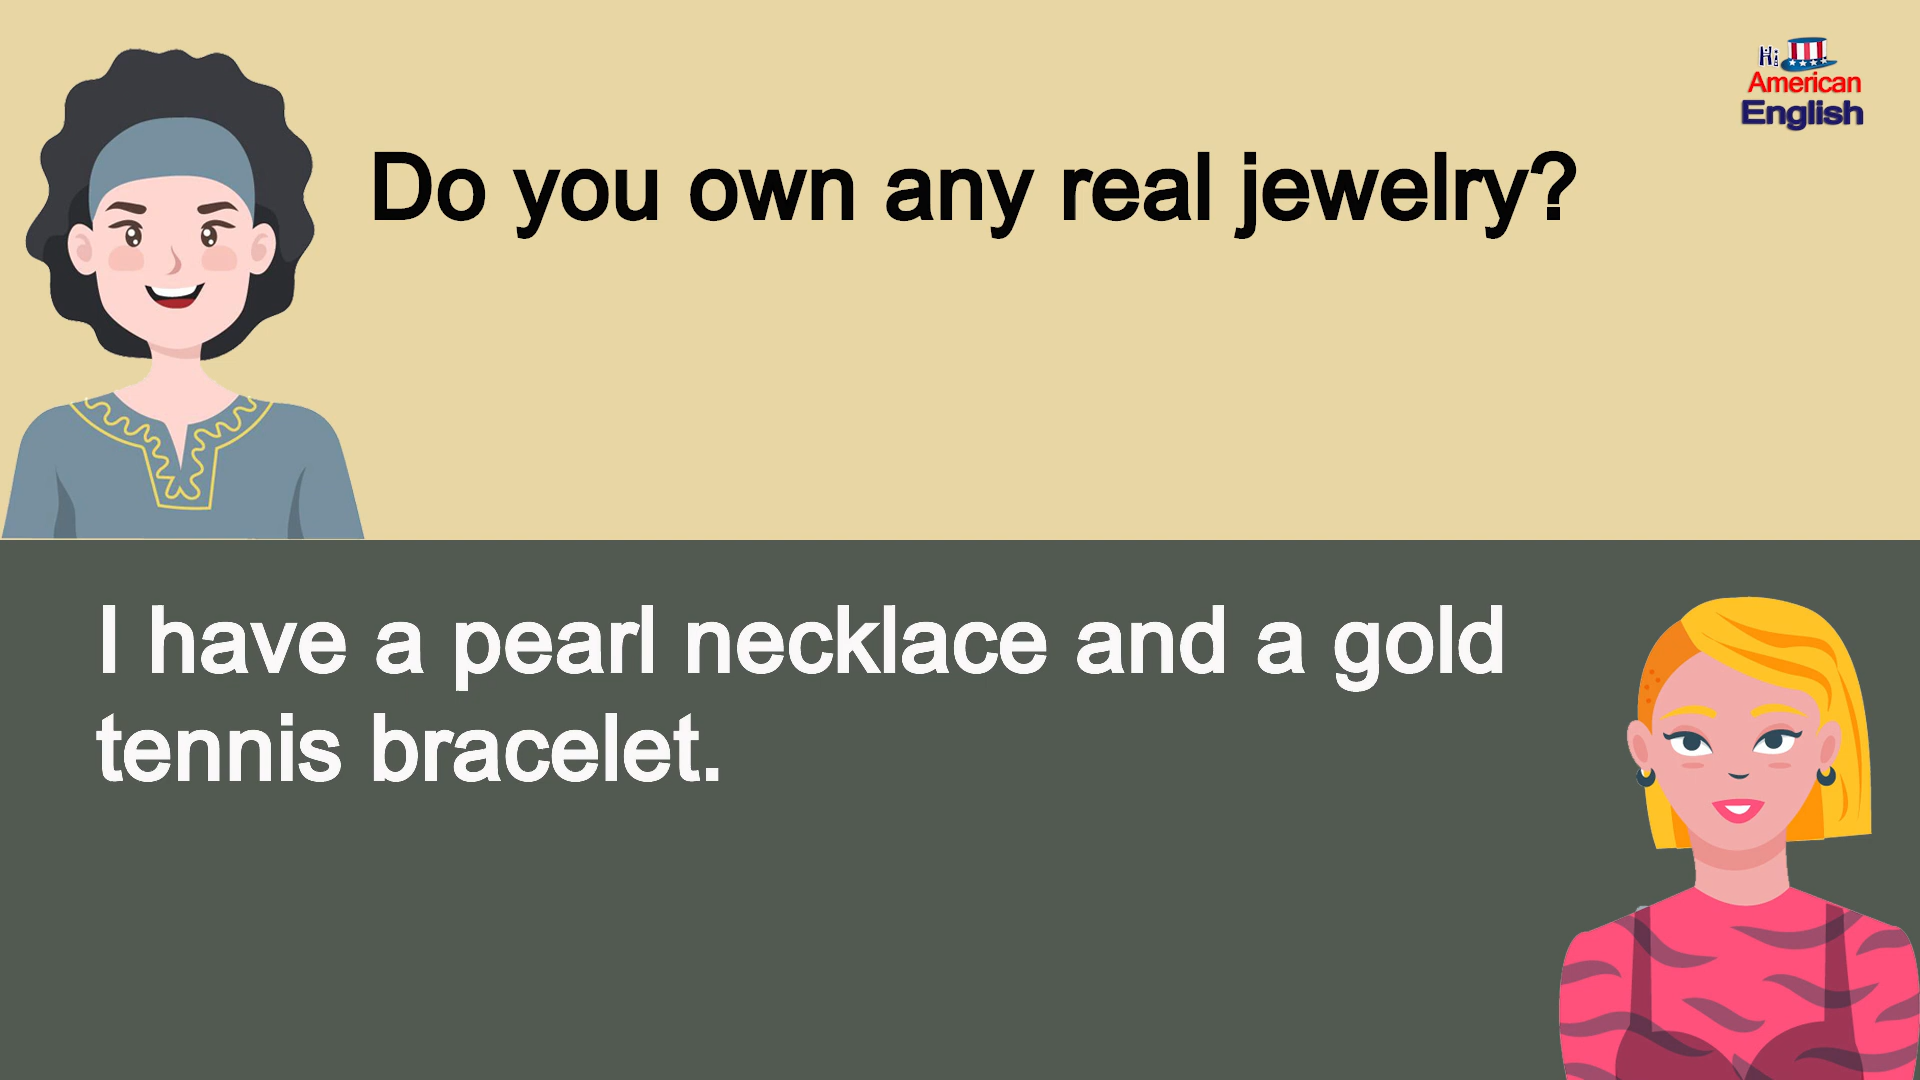 Hi
American
English
Do you own any real jewelry?
I have a pearl necklace and a gold
tennis bracelet.